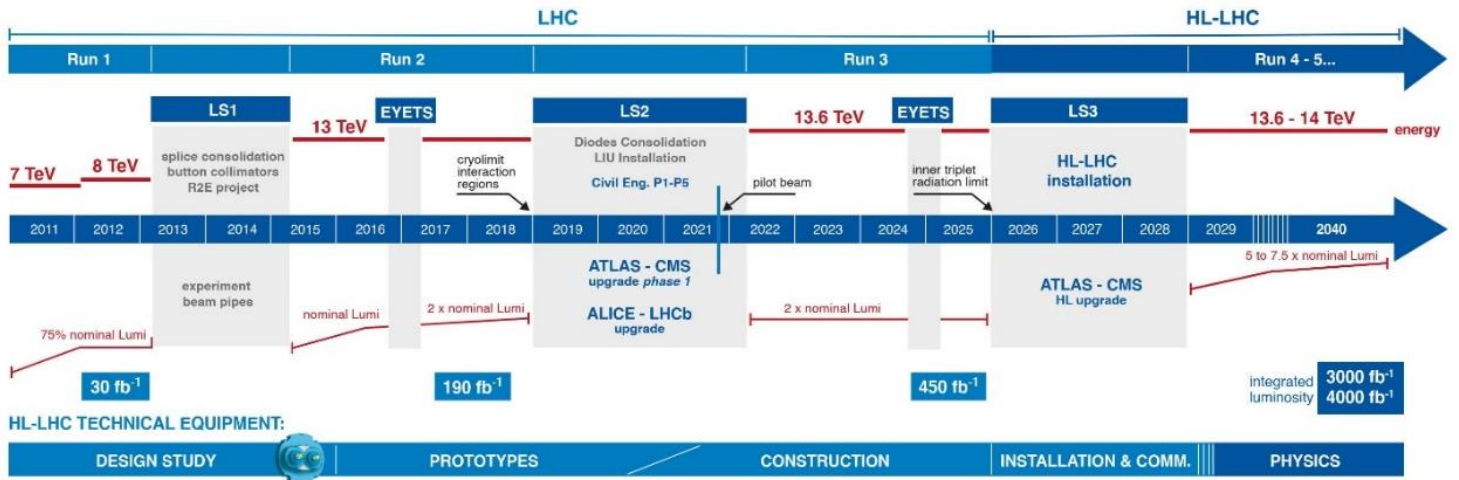 LHC
HL-LHC
Run 1
Run 2
Run 3
Run 4 - 5...
LS1
EYETS
LS2
EYETS
LS3
7 TeV
8 TeV
13 TeV
13.6 TeV
13.6 - 14 TeV
energy
splice consolidation
button collimators
R2E project
cryolimit
interaction
regions
Diodes Consolidation
LIU Installation
Civil Eng. P1-P5
pilot beam
inner triplet
radiation limit
HL-LHC
installation
2011 2012 2013 2014 2015 2016 2017 2018 2019 2020 2021 2022 2023 2024 2025 2026 2027 2028 2029 2040
experiment
beam pipes
75% nominal Lumi
nominal Lumi
2 x nominal Lumi
ATLAS - CMS
upgrade phase 1
ALICE - LHCb
upgrade
2 x nominal Lumi
ATLAS - CMS
HL upgrade
5 to 7.5 x nominal Lumi
30 fb-1
190 fb-1
450 fb-1
integrated
luminosity
3000 fb-1
4000 fb-1
HL-LHC TECHNICAL EQUIPMENT:
DESIGN STUDY
PROTOTYPES
CONSTRUCTION
INSTALLATION & COMM.
PHYSICS